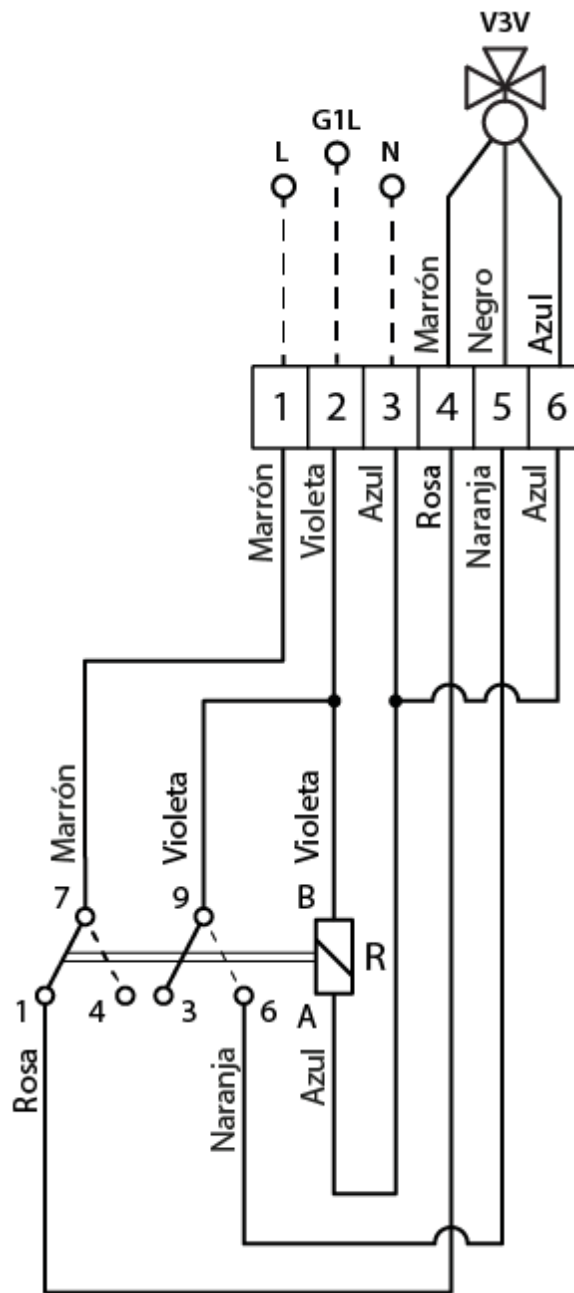 V3V
L
G1L
N
Marrón
Negro
Azul
1 2 3 4 5 6
Marrón
Violeta
Azul
Rosa
Naranja
Azul
Marrón
Violeta
Violeta
7
9
B
R
1
4
3
6
A
Rosa
Naranja
Azul